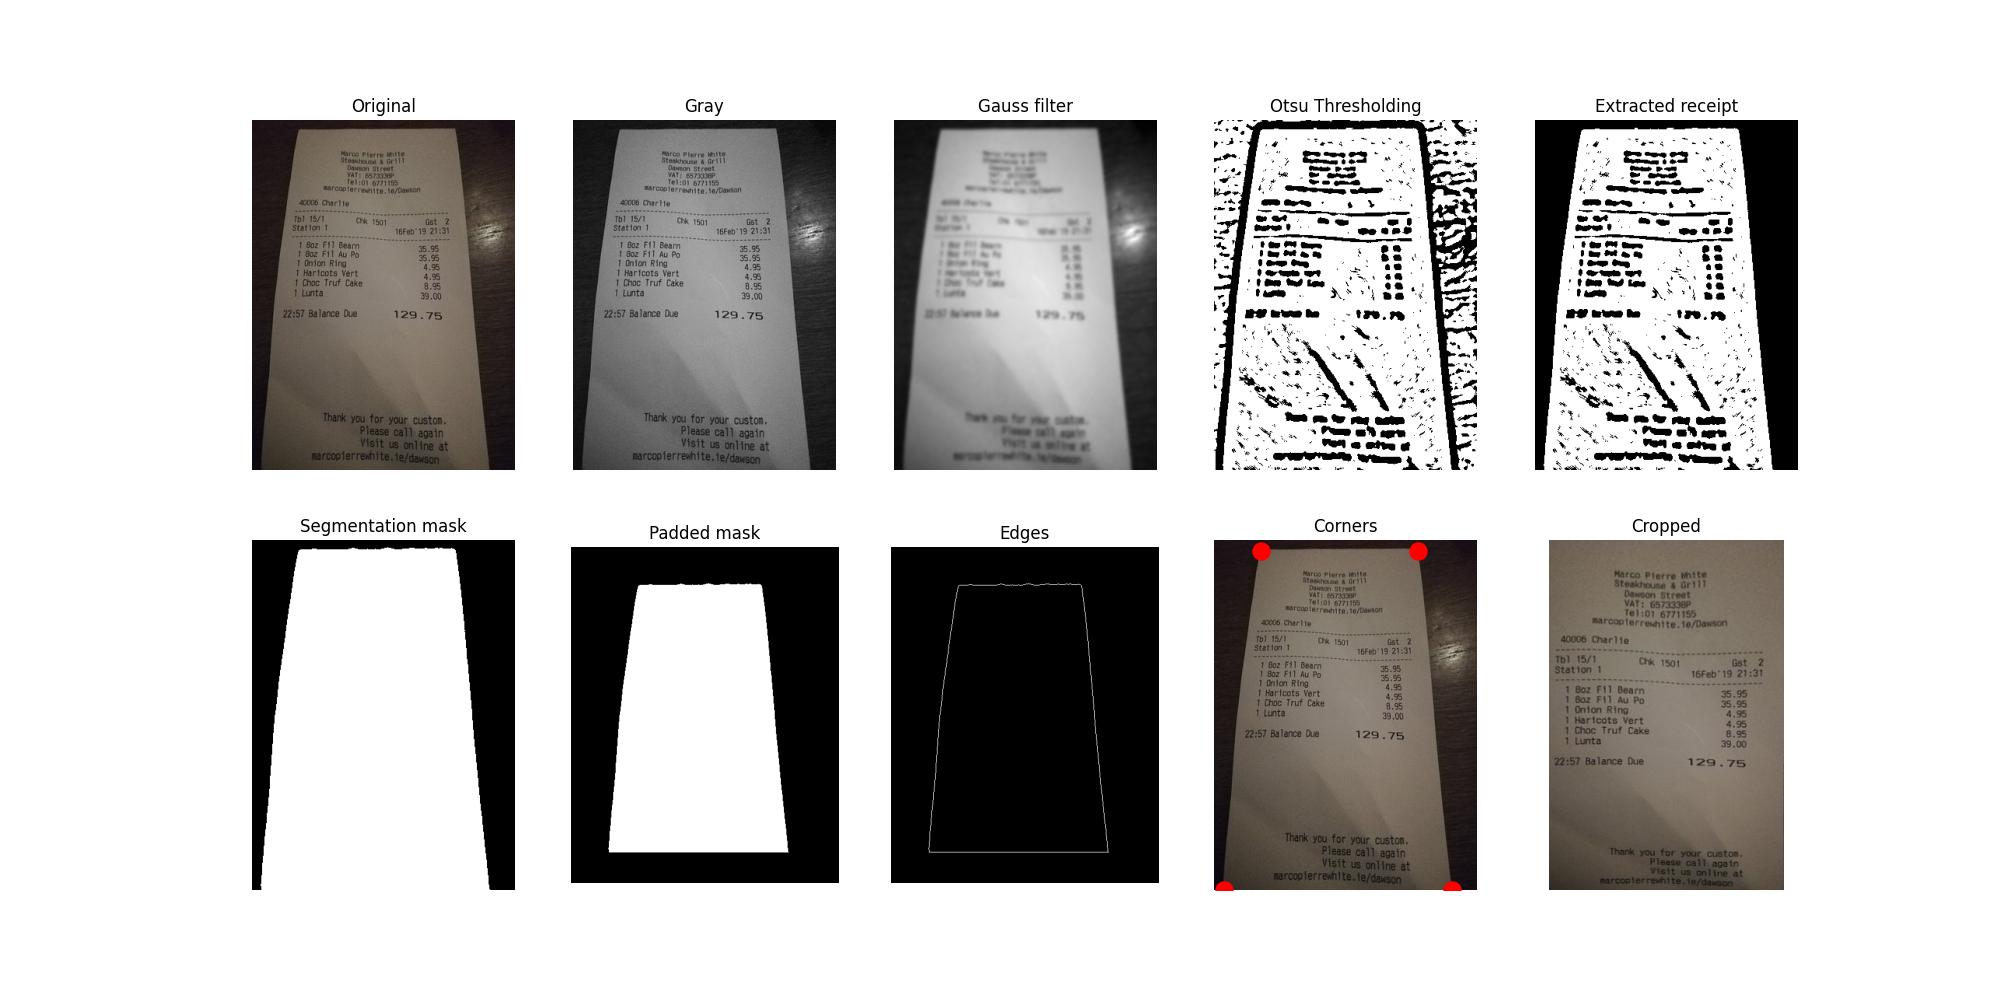 Original
Marco Pierre White
Steakhouse & Grill
Dawson Street
VAT: 6573338P
Tel:01 6771155
marcopierrewhite.ie/Dawson
40006 Charlie
Tbl 15/1 Chk 1501 Gst 2
Station 1 16Feb'19 21:31
1 8oz Fil Bearn 35.95
1 8oz Fil Au Po 35.95
1 Onion Ring 4.95
1 Haricots Vert 4.95
1 Choc Truf Cake 8.95
1 Lunta 39.00
22:57 Balance Due 129.75
Thank you for your custom.
Please call again
Visit us online at
marcopierrewhite.ie/dawson
Gray
Marco Pierre White
Steakhouse & Grill
Dawson Street
VAT: 6573338P
Tel:01 6771155
marcopierrewhite.ie/Dawson
40006 Charlie
Tbl 15/1 Chk 1501 Gst 2
Station 1 16Feb'19 21:31
1 8oz Fil Bearn 35.95
1 8oz Fil Au Po 35.95
1 Onion Ring 4.95
1 Haricots Vert 4.95
1 Choc Truf Cake 8.95
1 Lunta 39.00
22:57 Balance Due 129.75
Thank you for your custom.
Please call again
Visit us online at
marcopierrewhite.ie/dawson
Gauss filter
40006 Charlie
Station 1
1 Onion Ring
1 Haricots Vert
1 Choc Truf Cake
1 Lunta
22:57 Balance Due 129.75
Thank you for your custom.
Please call again
Visit us online at
Otsu Thresholding
Extracted receipt
Segmentation mask
Padded mask
Edges
Corners
Marco Pierre White
Steakhouse & Grill
Dawson Street
VAT: 6573338P
Tel:01 6771155
marcopierrewhite.ie/Dawson
40006 Charlie
Tbl 15/1 Chk 1501 Gst 2
Station 1 16Feb'19 21:31
1 8oz Fil Bearn 35.95
1 8oz Fil Au Po 35.95
1 Onion Ring 4.95
1 Haricots Vert 4.95
1 Choc Truf Cake 8.95
1 Lunta 39.00
22:57 Balance Due 129.75
Thank you for your custom.
Please call again
Visit us online at
marcopierrewhite.ie/dawson
Cropped
Marco Pierre White
Steakhouse & Grill
Dawson Street
VAT: 6573338P
Tel:01 6771155
marcopierrewhite.ie/Dawson
40006 Charlie
Tbl 15/1 Chk 1501 Gst 2
Station 1 16Feb'19 21:31
1 8oz Fil Bearn 35.95
1 8oz Fil Au Po 35.95
1 Onion Ring 4.95
1 Haricots Vert 4.95
1 Choc Truf Cake 8.95
1 Lunta 39.00
22:57 Balance Due 129.75
Thank you for your custom.
Please call again
Visit us online at
marcopierrewhite.ie/dawson